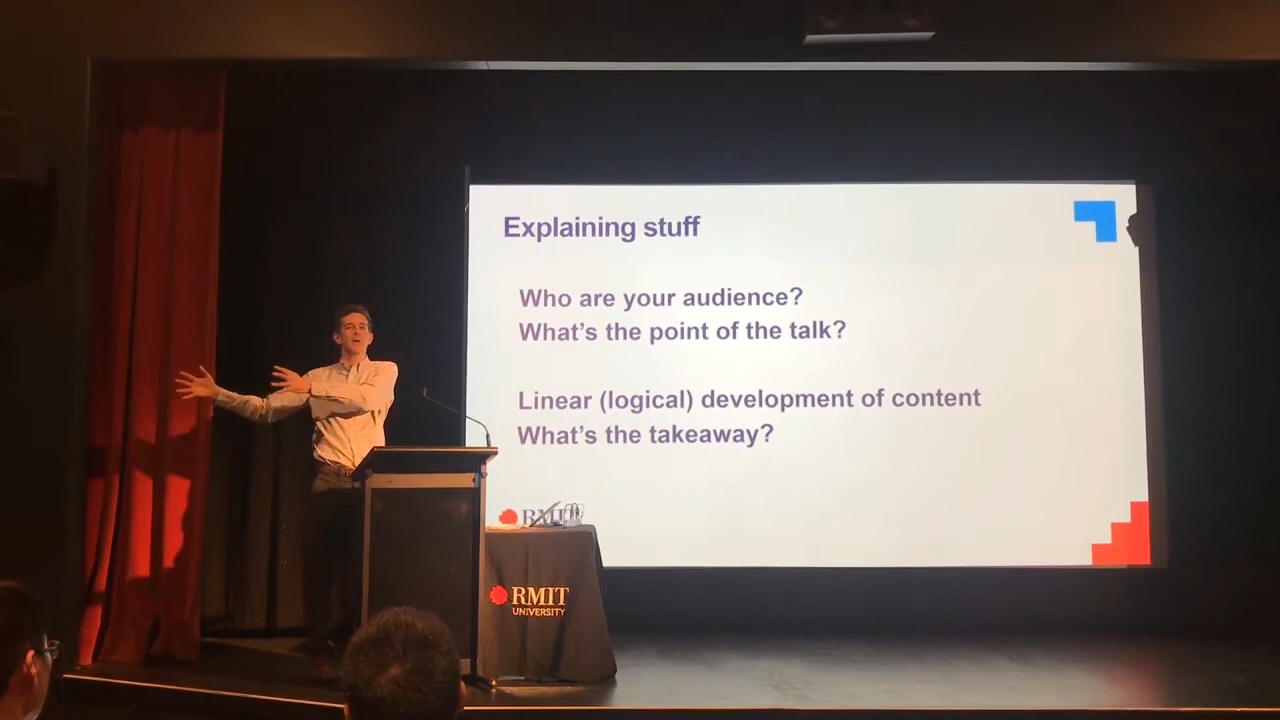 Explaining stuff
Who are your audience?
What's the point of the talk?
Linear (logical) development of content
What's the takeaway?
RMIT
RMIT
UNIVERSITY